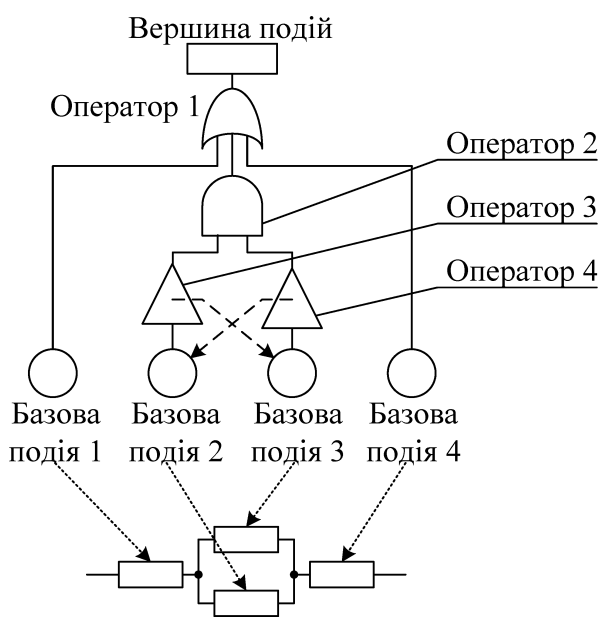 Вершина подій
Оператор 1
Оператор 2
Оператор 3
Оператор 4
Базова
подія 1
Базова
подія 2
Базова
подія 3
Базова
подія 4